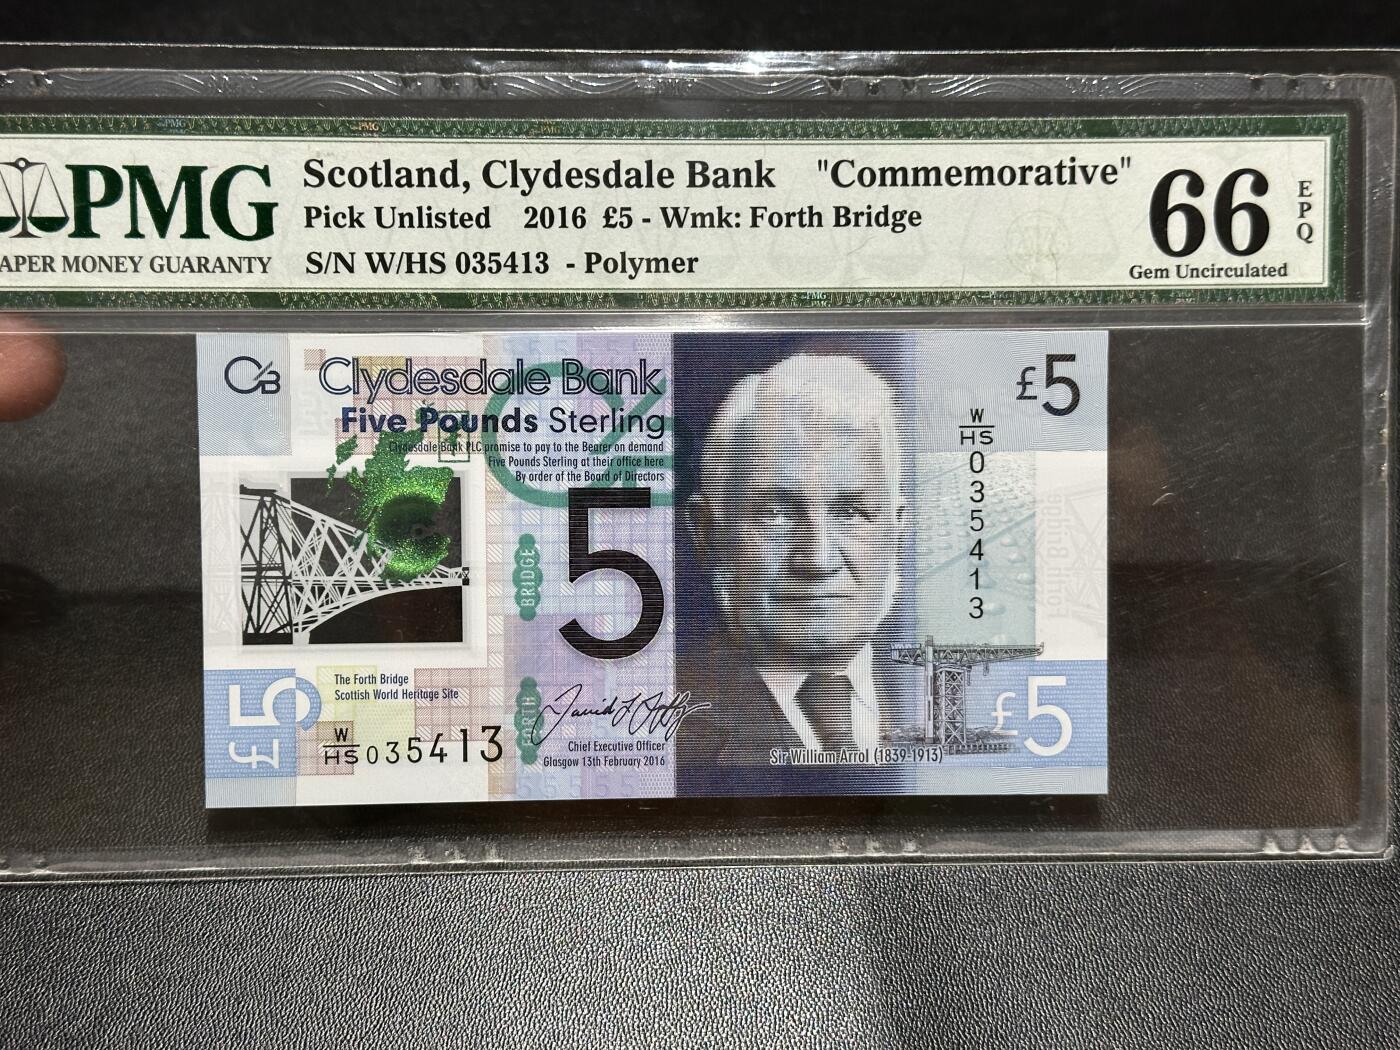 PMG
APER MONEY GUARANTY
Scotland, Clydesdale Bank "Commemorative"
Pick Unlisted 2016 £5 - Wmk: Forth Bridge
S/N W/HS 035413 - Polymer
66
EPQ
Gem Uncirculated
CB
Clydesdale Bank
Five Pounds Sterling
Clydesdale Bank PLC promise to pay to the Bearer on demand
Five Pounds Sterling at their office here
By order of the Board of Directors
5
£5
W
HS
035413
FORTH BRIDGE
Forth Bridge
The Forth Bridge
Scottish World Heritage Site
£5
W
HS 035413
Chief Executive Officer
Glasgow 13th February 2016
Sir William Arrol (1839-1913)
£5